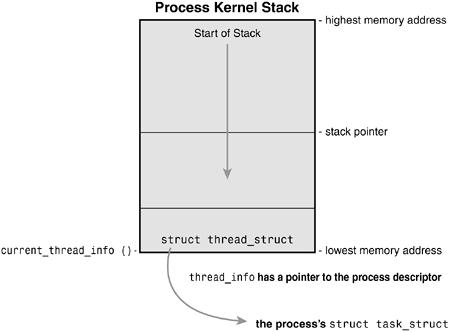 Process Kernel Stack
highest memory address
Start of Stack
stack pointer
struct thread_struct
current_thread_info ()
lowest memory address
thread_info has a pointer to the process descriptor
the process's struct task_struct